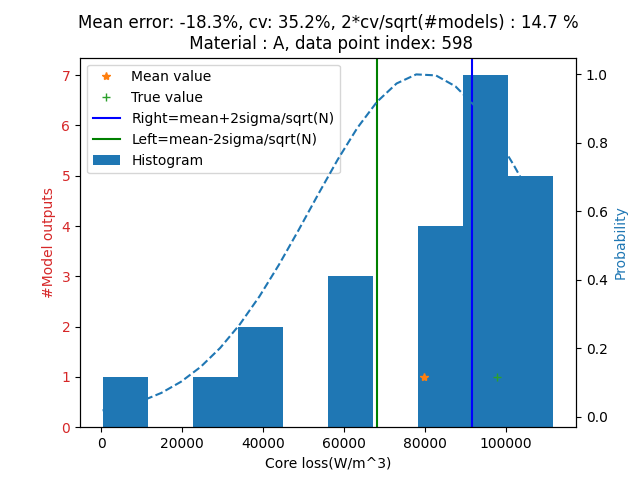 Mean error: -18.3%, cv: 35.2%, 2*cv/sqrt(#models) : 14.7 %
Material : A, data point index: 598
Mean value
True value
Right=mean+2sigma/sqrt(N)
Left=mean-2sigma/sqrt(N)
Histogram
#Model outputs
7
6
5
4
3
2
1
0
0
20000
40000
60000
80000
100000
Core loss(W/m^3)
1.0
0.8
0.6
0.4
0.2
0.0
Probability